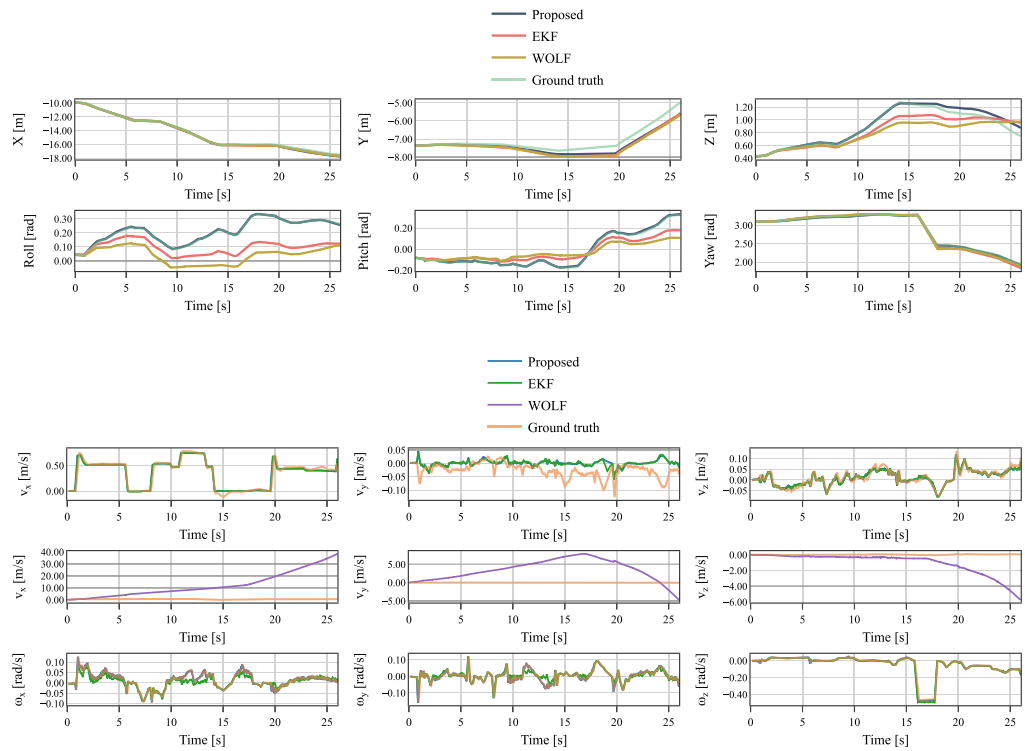 Proposed
EKF
WOLF
Ground truth
X [m]
−10.00
−12.00
−14.00
−16.00
−18.00
0 5 10 15 20 25
Time [s]
Y [m]
−5.00
−6.00
−7.00
−8.00
0 5 10 15 20 25
Time [s]
Z [m]
1.20
1.00
0.80
0.60
0.40
0 5 10 15 20 25
Time [s]
Roll [rad]
0.30
0.20
0.10
0.00
0 5 10 15 20 25
Time [s]
Pitch [rad]
0.20
0.00
−0.20
0 5 10 15 20 25
Time [s]
Yaw [rad]
3.00
2.50
2.00
0 5 10 15 20 25
Time [s]
Proposed
EKF
WOLF
Ground truth
vx [m/s]
0.50
0.00
0 5 10 15 20 25
Time [s]
vy [m/s]
0.05
0.00
−0.05
−0.10
0 5 10 15 20 25
Time [s]
vz [m/s]
0.10
0.05
0.00
−0.05
0 5 10 15 20 25
Time [s]
vx [m/s]
40.00
30.00
20.00
10.00
0.00
0 5 10 15 20 25
Time [s]
vy [m/s]
5.00
0.00
−5.00
0 5 10 15 20 25
Time [s]
vz [m/s]
0.00
−2.00
−4.00
−6.00
0 5 10 15 20 25
Time [s]
ωx [rad/s]
0.10
0.05
0.00
−0.05
−0.10
0 5 10 15 20 25
Time [s]
ωy [rad/s]
0.10
0.00
−0.10
0 5 10 15 20 25
Time [s]
ωz [rad/s]
0.00
−0.20
−0.40
0 5 10 15 20 25
Time [s]